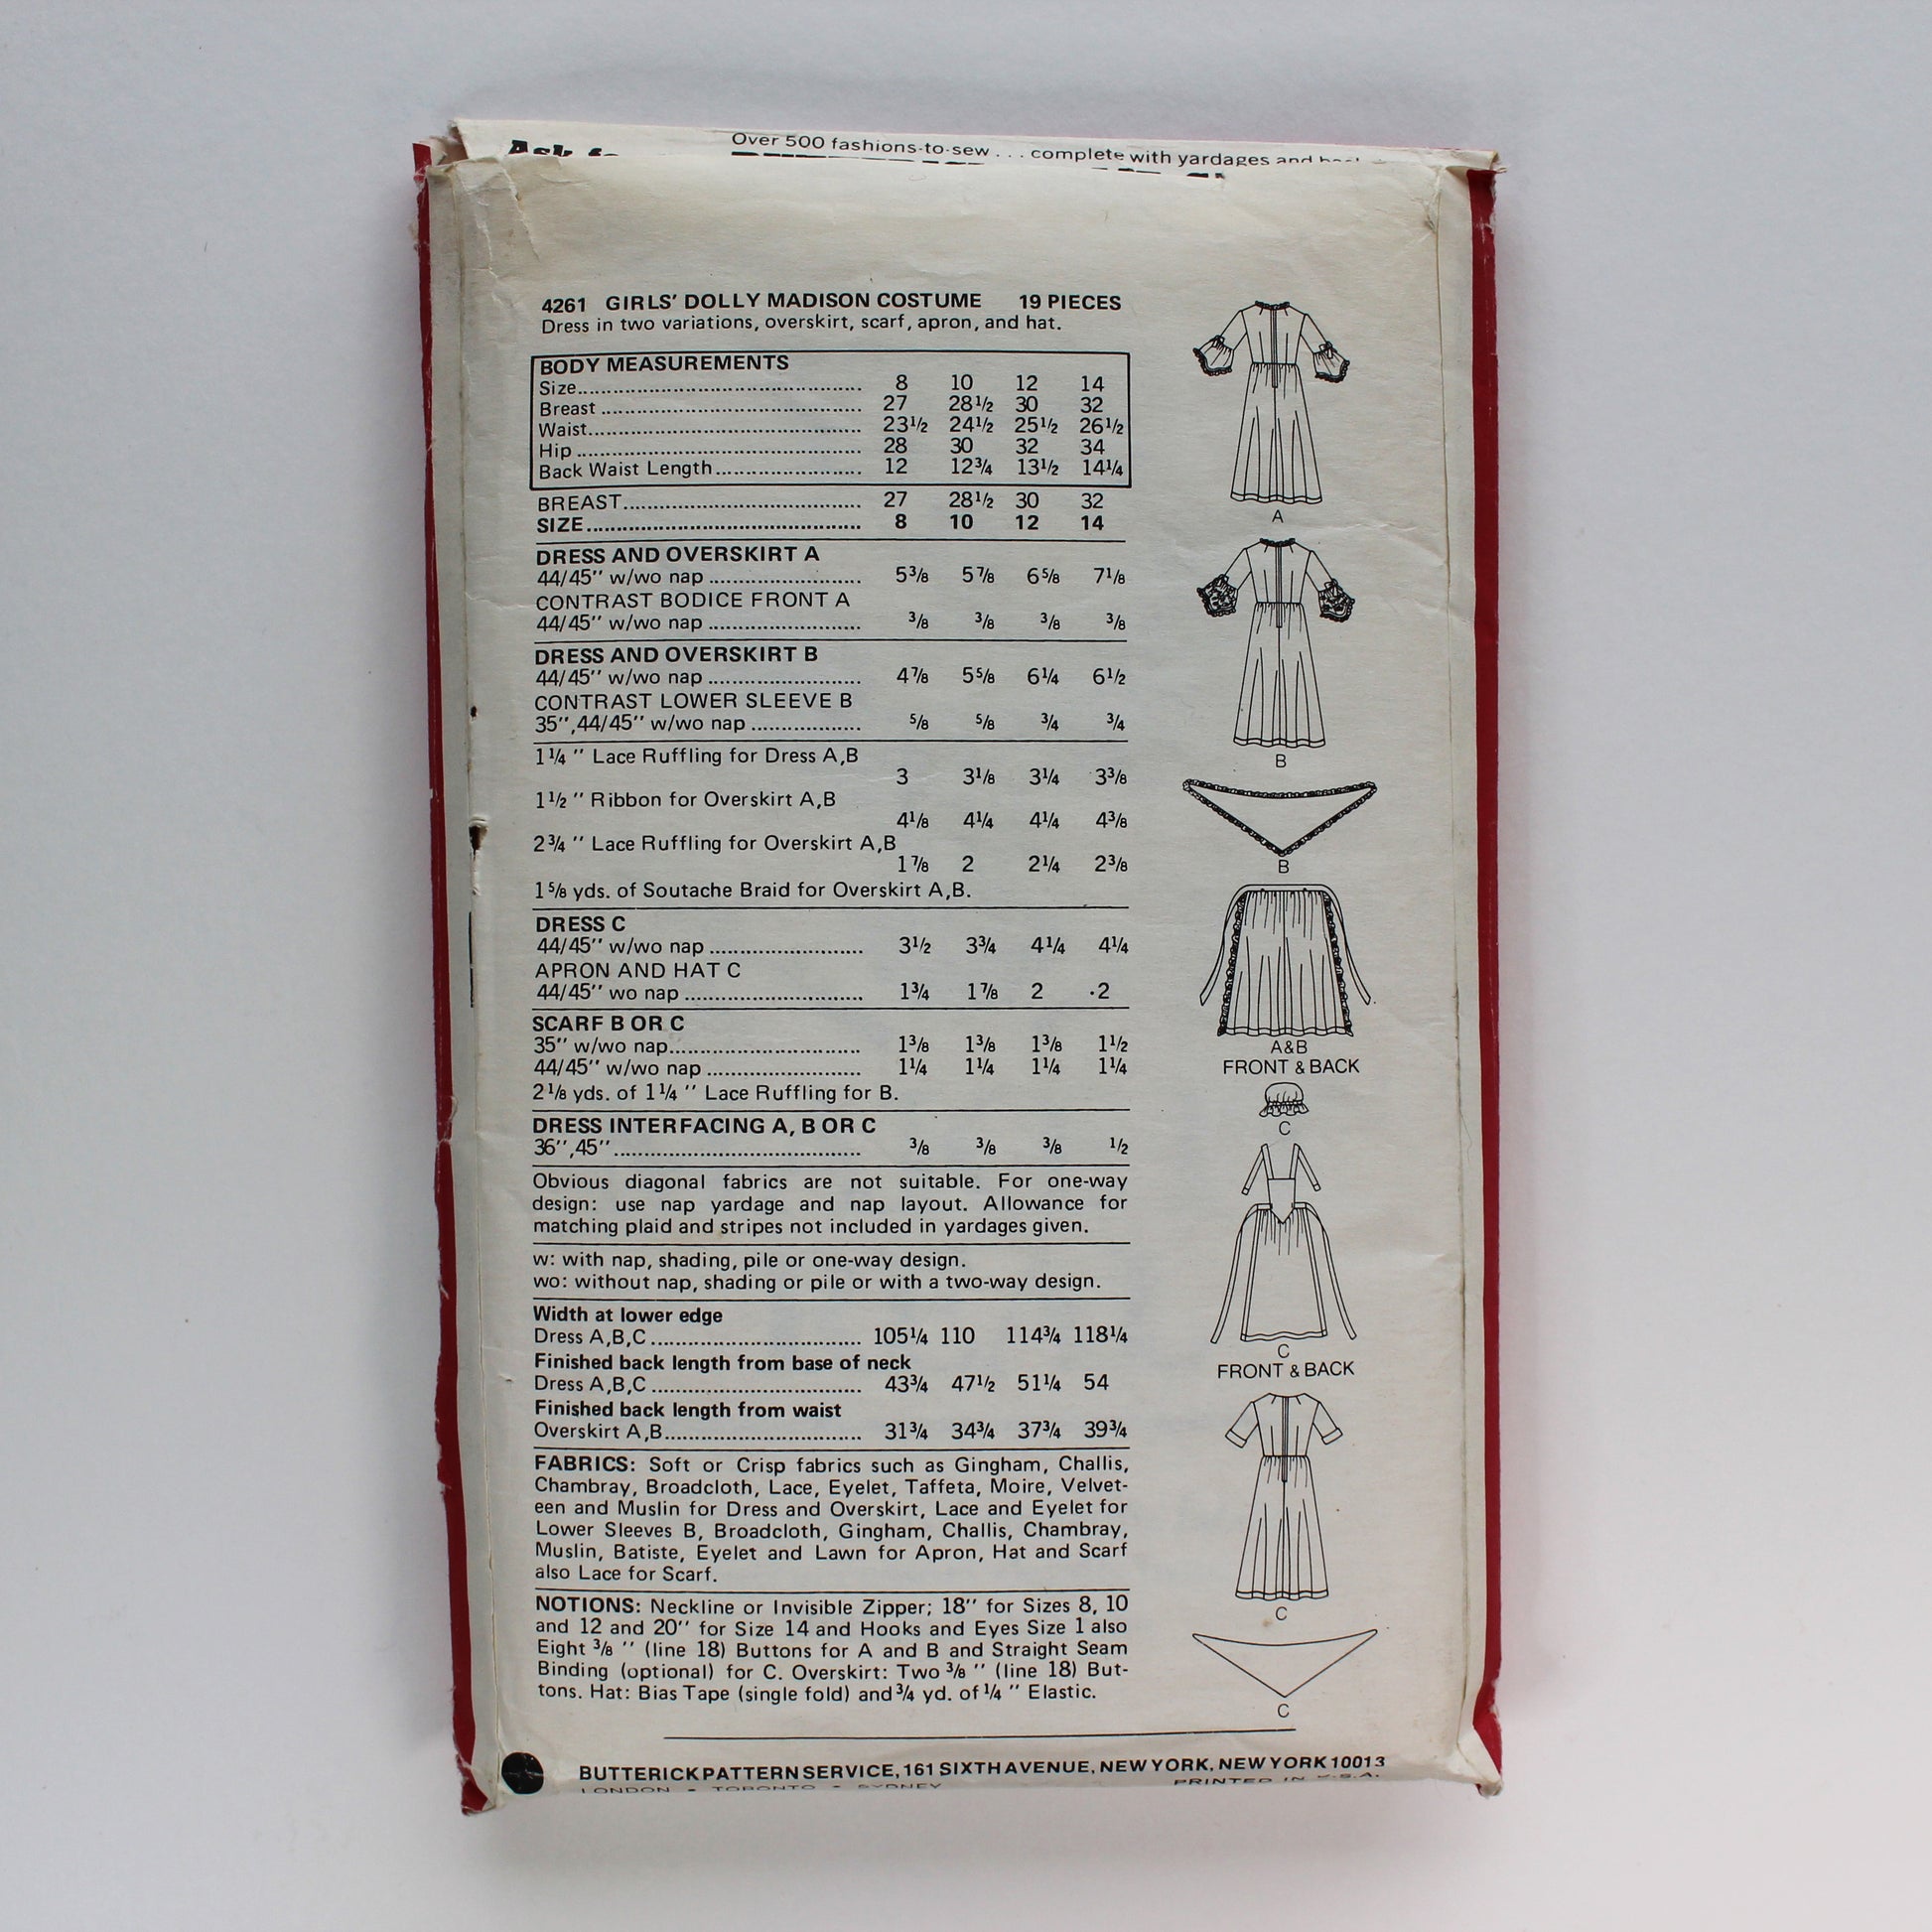 Ask
Over 500 fashions-to-sew . . . complete with yardages and
4261 GIRLS' DOLLY MADISON COSTUME 19 PIECES
Dress in two variations, overskirt, scarf, apron, and hat.
BODY MEASUREMENTS
Size 8 10 12 14
Breast 27 28½ 30 32
Waist 23½ 24½ 25½ 26½
Hip 28 30 32 34
Back Waist Length 12 12¾ 13½ 14¼
BREAST 27 28½ 30 32
SIZE 8 10 12 14
DRESS AND OVERSKIRT A
44/45" w/wo nap 5⅜ 5⅞ 6⅝ 7⅛
CONTRAST BODICE FRONT A
44/45" w/wo nap ⅜ ⅜ ⅜ ⅜
DRESS AND OVERSKIRT B
44/45" w/wo nap 4⅞ 5⅝ 6¼ 6½
CONTRAST LOWER SLEEVE B
35",44/45" w/wo nap ⅝ ⅝ ¾ ¾
1¼" Lace Ruffling for Dress A,B
3 3⅛ 3¼ 3⅜
1½" Ribbon for Overskirt A,B
4⅛ 4¼ 4¼ 4⅜
2¾" Lace Ruffling for Overskirt A,B
1⅞ 2 2¼ 2⅜
1⅝ yds. of Soutache Braid for Overskirt A,B.
DRESS C
44/45" w/wo nap 3½ 3¾ 4¼ 4¼
APRON AND HAT C
44/45" wo nap 1¾ 1⅞ 2 2
SCARF B OR C
35" w/wo nap 1⅜ 1⅜ 1⅜ 1½
44/45" w/wo nap 1¼ 1¼ 1¼ 1¼
2⅛ yds. of 1¼" Lace Ruffling for B.
DRESS INTERFACING A, B OR C
36",45" ⅜ ⅜ ⅜ ½
Obvious diagonal fabrics are not suitable. For one-way
design: use nap yardage and nap layout. Allowance for
matching plaid and stripes not included in yardages given.
w: with nap, shading, pile or one-way design.
wo: without nap, shading or pile or with a two-way design.
Width at lower edge
Dress A,B,C 105¼ 110 114¾ 118¼
Finished back length from base of neck
Dress A,B,C 43¾ 47½ 51¼ 54
Finished back length from waist
Overskirt A,B 31¾ 34¾ 37¾ 39¾
FABRICS: Soft or Crisp fabrics such as Gingham, Challis,
Chambray, Broadcloth, Lace, Eyelet, Taffeta, Moire, Velvet-
een and Muslin for Dress and Overskirt, Lace and Eyelet for
Lower Sleeves B, Broadcloth, Gingham, Challis, Chambray,
Muslin, Batiste, Eyelet and Lawn for Apron, Hat and Scarf
also Lace for Scarf.
NOTIONS: Neckline or Invisible Zipper; 18" for Sizes 8, 10
and 12 and 20" for Size 14 and Hooks and Eyes Size 1 also
Eight ⅜" (line 18) Buttons for A and B and Straight Seam
Binding (optional) for C. Overskirt: Two ⅜" (line 18) But-
tons. Hat: Bias Tape (single fold) and ¾ yd. of ¼" Elastic.
A
B
B
A&B
FRONT & BACK
C
C
FRONT & BACK
C
C
BUTTERICK PATTERN SERVICE, 161 SIXTH AVENUE, NEW YORK, NEW YORK 10013
LONDON - TORONTO - SYDNEY PRINTED IN U.S.A.